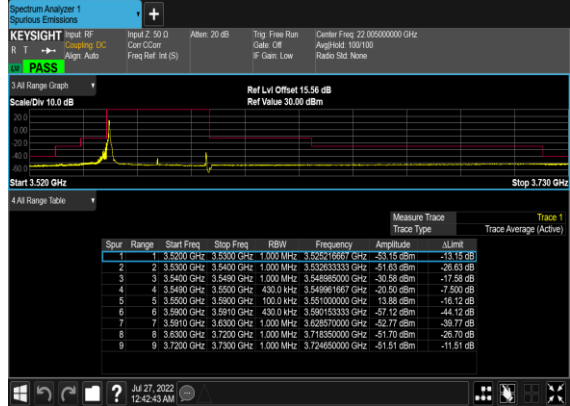 Spectrum Analyzer 1
Spurious Emissions
KEYSIGHT Input: RF Input Z: 50 Ω Atten: 20 dB Trig: Free Run Center Freq: 22.005000000 GHz
R T Coupling: DC Corr CCorr Gate: Off Avg|Hold: 100/100
Align: Auto Freq Ref: Int (S) IF Gain: Low Radio Std: None
PASS
3 All Range Graph
Ref Lvl Offset 15.56 dB
Scale/Div 10.0 dB Ref Value 30.00 dBm
20.0
0.00
-20.0
-40.0
-60.0
Start 3.520 GHz Stop 3.730 GHz
4 All Range Table
Measure Trace Trace 1
Trace Type Trace Average (Active)
Spur Range Start Freq Stop Freq RBW Frequency Amplitude ΔLimit
1 1 3.5200 GHz 3.5300 GHz 1.000 MHz 3.525216667 GHz -53.15 dBm -13.15 dB
2 2 3.5300 GHz 3.5400 GHz 1.000 MHz 3.532633333 GHz -51.63 dBm -26.63 dB
3 3 3.5400 GHz 3.5490 GHz 1.000 MHz 3.548985000 GHz -30.58 dBm -17.58 dB
4 4 3.5490 GHz 3.5500 GHz 430.0 kHz 3.549961667 GHz -20.50 dBm -7.500 dB
5 5 3.5500 GHz 3.5900 GHz 100.0 kHz 3.551000000 GHz 13.88 dBm -16.12 dB
6 6 3.5900 GHz 3.5910 GHz 430.0 kHz 3.590153333 GHz -57.12 dBm -44.12 dB
7 7 3.5910 GHz 3.6300 GHz 1.000 MHz 3.628570000 GHz -52.77 dBm -39.77 dB
8 8 3.6300 GHz 3.7200 GHz 1.000 MHz 3.718350000 GHz -51.70 dBm -26.70 dB
9 9 3.7200 GHz 3.7300 GHz 1.000 MHz 3.724650000 GHz -51.51 dBm -11.51 dB
Jul 27, 2022
12:42:43 AM